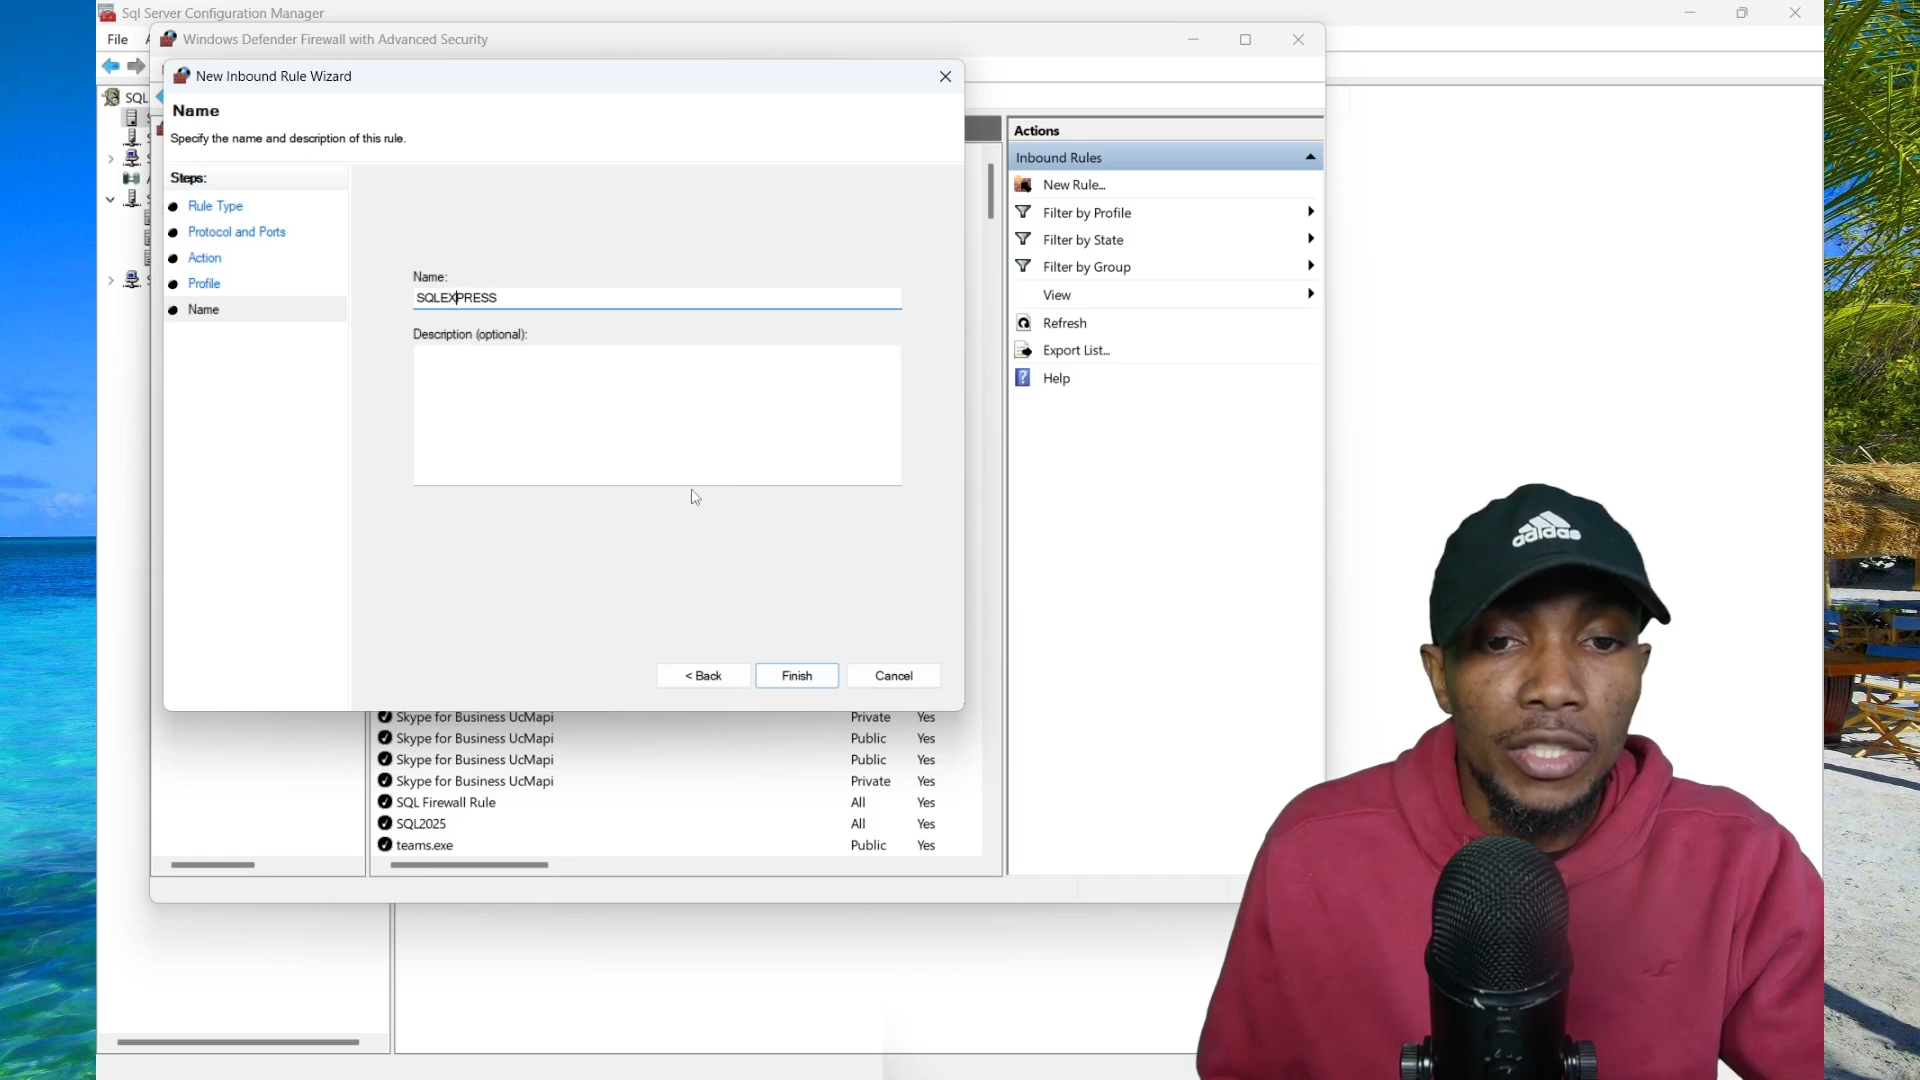 Sql Server Configuration Manager
File
Windows Defender Firewall with Advanced Security
New Inbound Rule Wizard
SQL
Name
Specify the name and description of this rule.
Steps:
Rule Type
Protocol and Ports
Action
Profile
Name
Name:
SQLEXPRESS
Description (optional):
< Back
Finish
Cancel
Skype for Business UcMapi Private Yes
Skype for Business UcMapi Public Yes
Skype for Business UcMapi Public Yes
Skype for Business UcMapi Private Yes
SQL Firewall Rule All Yes
SQL2025 All Yes
teams.exe Public Yes
Actions
Inbound Rules
New Rule...
Filter by Profile
Filter by State
Filter by Group
View
Refresh
Export List...
Help
adidas